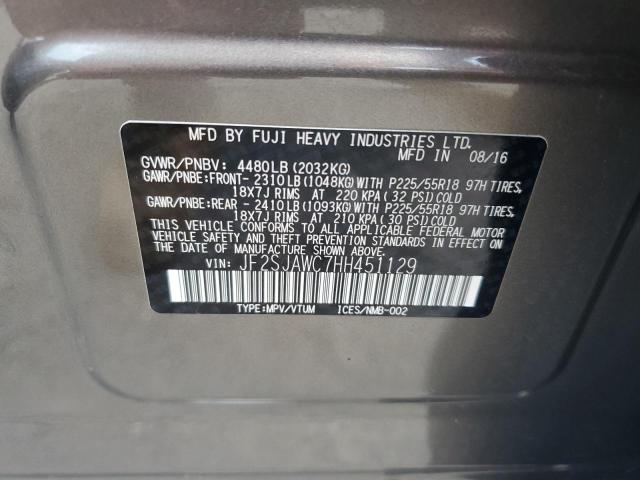 MFD BY FUJI HEAVY INDUSTRIES LTD.
MFD IN 08/16
GVWR/PNBV: 4480LB (2032KG)
GAWR/PNBE:FRONT-2310LB (1048KG)WITH P225/55R18 97H TIRES,
18X7J RIMS AT 220 KPA ( 32 PSI) COLD
GAWR/PNBE:REAR -2410LB (1093KG)WITH P225/55R18 97H TIRES,
18X7J RIMS AT 210 KPA ( 30 PSI) COLD
THIS VEHICLE CONFORMS TO ALL APPLICABLE FEDERAL MOTOR
VEHICLE SAFETY BUMPER, AND THEFT PREVENTION STANDARDS IN EFFECT
ON THE DATE OF MANUFACTURE SHOWN ABOVE.
VIN: JF2SJAWC7HH451129
TYPE:MPV/VTUM ICES/NMB-002